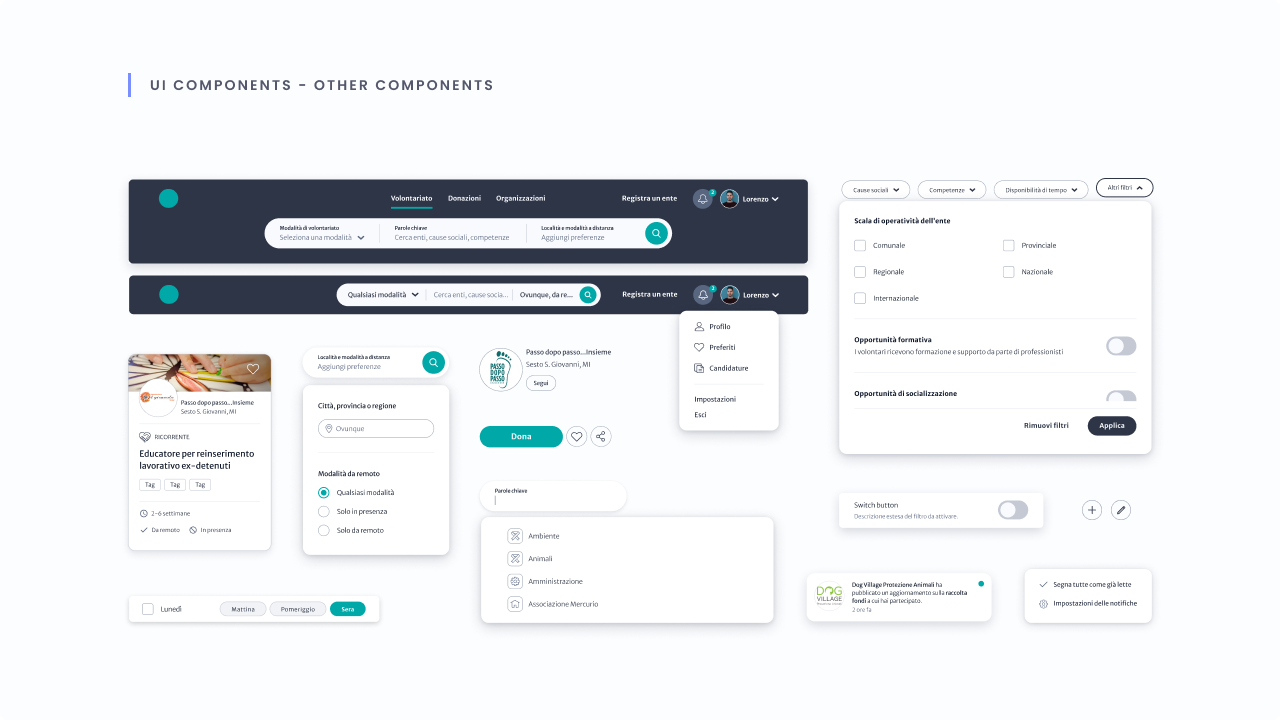 UI COMPONENTS - OTHER COMPONENTS
Volontariato
Donazioni
Organizzazioni
Registra un ente
2
Lorenzo
Modalità di volontariato
Seleziona una modalità
Parole chiave
Cerca enti, cause sociali, competenze
Località e modalità a distanza
Aggiungi preferenze
Qualsiasi modalità
Cerca enti, cause socia...
Ovunque, da re...
Registra un ente
2
Lorenzo
Profilo
Preferiti
Candidature
Impostazioni
Esci
Cause sociali
Competenze
Disponibilità di tempo
Altri filtri
Scala di operatività dell'ente
Comunale
Provinciale
Regionale
Nazionale
Internazionale
Opportunità formativa
I volontari ricevono formazione e supporto da parte di professionisti
Opportunità di socializzazione
Rimuovi filtri
Applica
Passo dopo passo...Insieme
Sesto S. Giovanni, MI
RICORRENTE
Educatore per reinserimento
lavorativo ex-detenuti
Tag
Tag
Tag
2-6 settimane
Da remoto
In presenza
Località e modalità a distanza
Aggiungi preferenze
Città, provincia o regione
Ovunque
Modalità da remoto
Qualsiasi modalità
Solo in presenza
Solo da remoto
PASSO
DOPO
PASSO
Passo dopo passo...Insieme
Sesto S. Giovanni, MI
Segui
Dona
Parole chiave
Ambiente
Animali
Amministrazione
Associazione Mercurio
Switch button
Descrizione estesa del filtro da attivare.
Lunedì
Mattina
Pomeriggio
Sera
DOG
VILLAGE
Dog Village Protezione Animali ha
pubblicato un aggiornamento sulla raccolta
fondi a cui hai partecipato.
2 ore fa
Segna tutte come già lette
Impostazioni delle notifiche